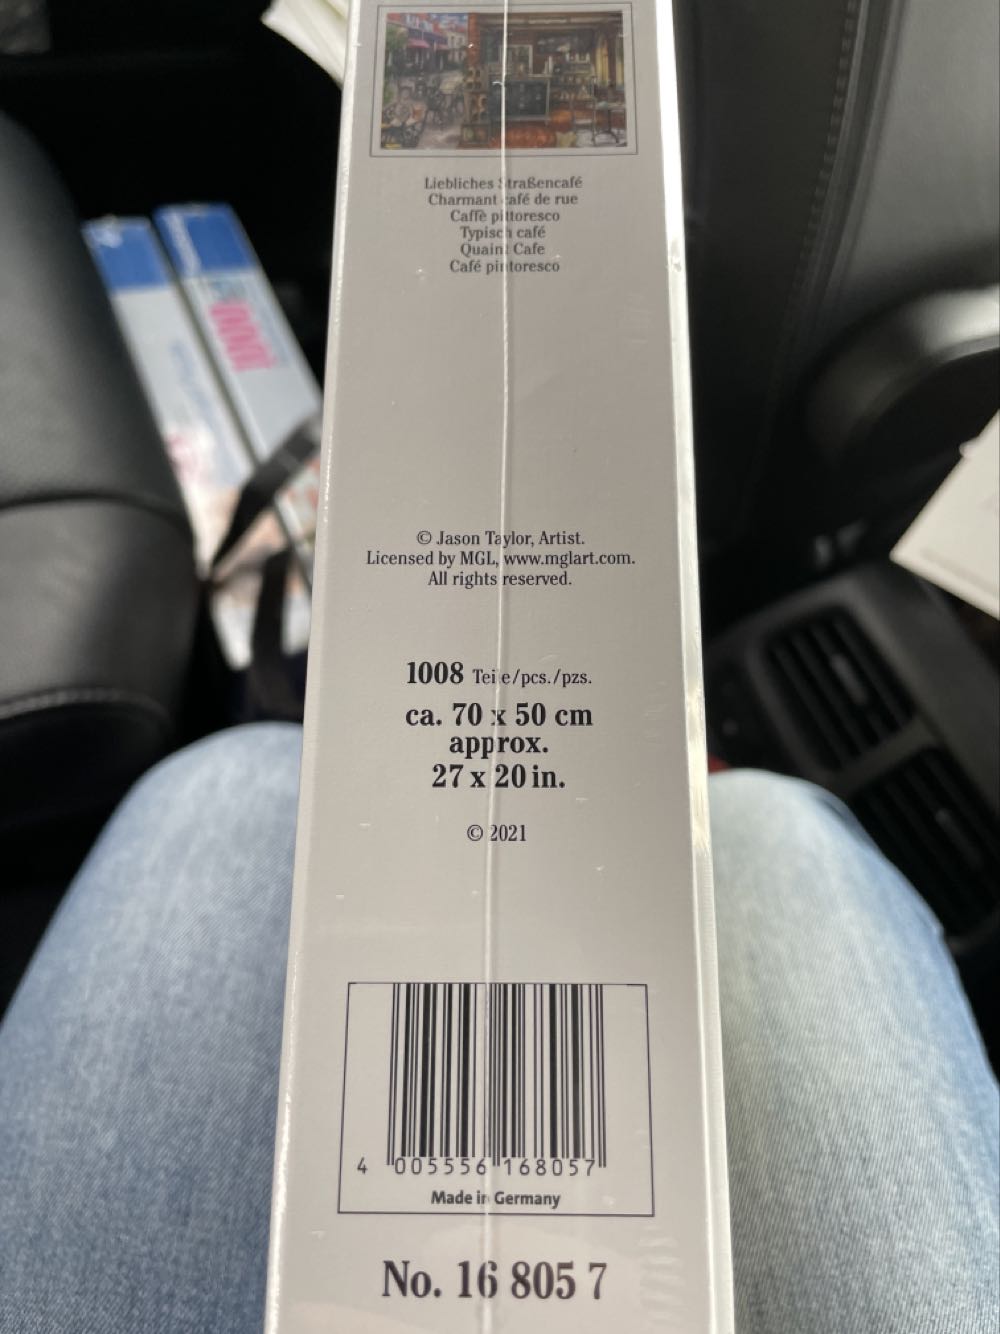 Liebliches Straßencafé
Charmant café de rue
Caffè pittoresco
Typisch café
Quaint Cafe
Café pintoresco
© Jason Taylor, Artist.
Licensed by MGL, www.mglart.com.
All rights reserved.
1008 Teile/pcs./pzs.
ca. 70 x 50 cm
approx.
27 x 20 in.
© 2021
4 005556 168057
Made in Germany
No. 16 805 7
1000